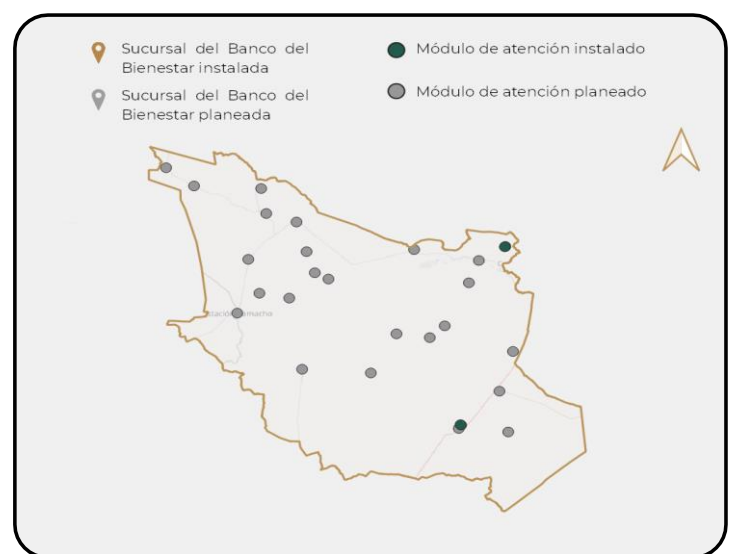 Sucursal del Banco del
Bienestar instalada
Sucursal del Banco del
Bienestar planeada
Módulo de atención instalado
Módulo de atención planeado